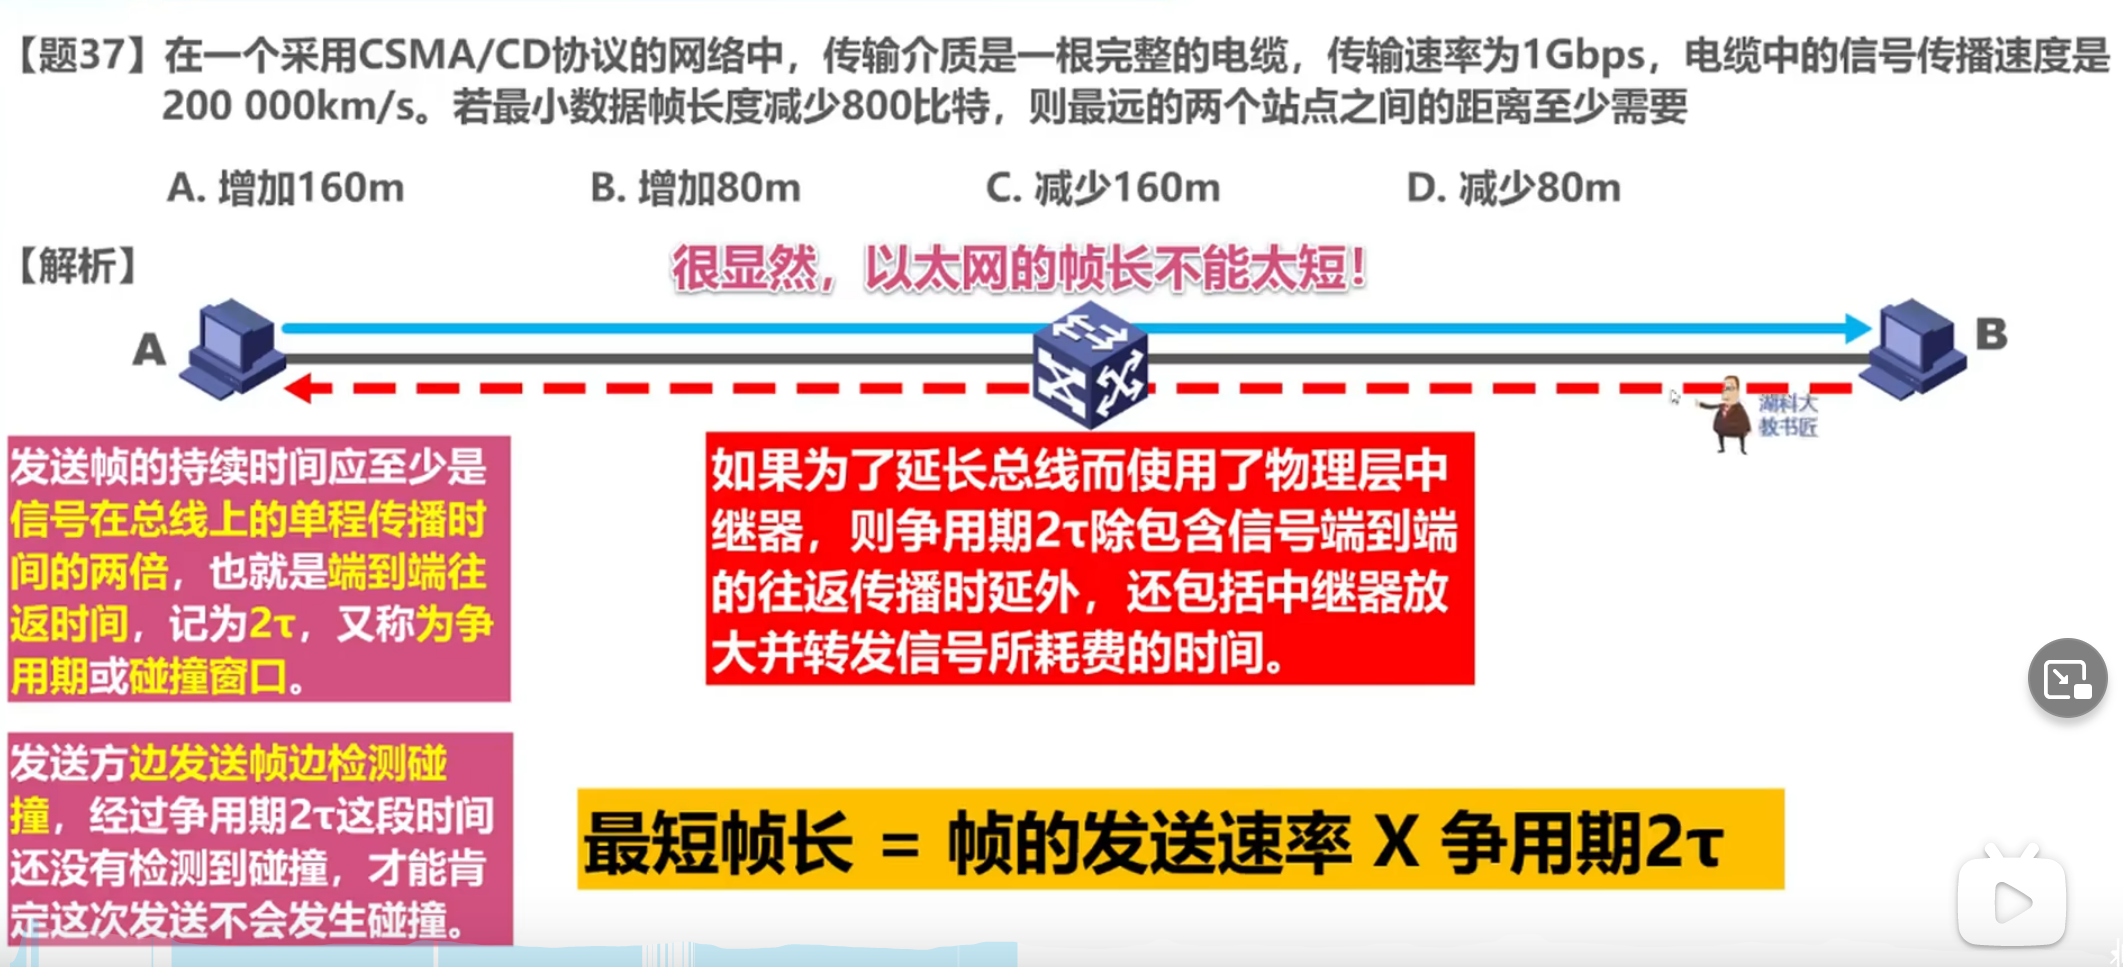 【题37】在一个采用CSMA/CD协议的网络中，传输介质是一根完整的电缆，传输速率为1Gbps，电缆中的信号传播速度是
200 000km/s。若最小数据帧长度减少800比特，则最远的两个站点之间的距离至少需要
A. 增加160m B. 增加80m C. 减少160m D. 减少80m
【解析】
很显然，以太网的帧长不能太短！
A
B
湖科大
教书匠
发送帧的持续时间应至少是
信号在总线上的单程传播时
间的两倍，也就是端到端往
返时间，记为2τ，又称为争
用期或碰撞窗口。
如果为了延长总线而使用了物理层中
继器，则争用期2τ除包含信号端到端
的往返传播时延外，还包括中继器放
大并转发信号所耗费的时间。
发送方边发送帧边检测碰
撞，经过争用期2τ这段时间
还没有检测到碰撞，才能肯
定这次发送不会发生碰撞。
最短帧长 = 帧的发送速率 X 争用期2τ